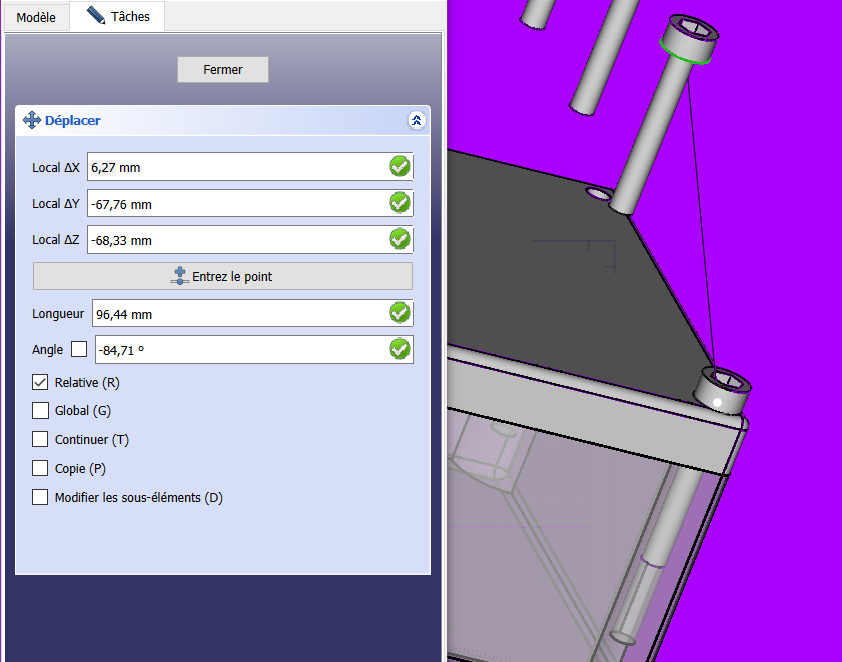 Modèle Tâches
Fermer
Déplacer
Local ΔX 6,27 mm
Local ΔY -67,76 mm
Local ΔZ -68,33 mm
Entrez le point
Longueur 96,44 mm
Angle -84,71 º
Relative (R)
Global (G)
Continuer (T)
Copie (P)
Modifier les sous-éléments (D)